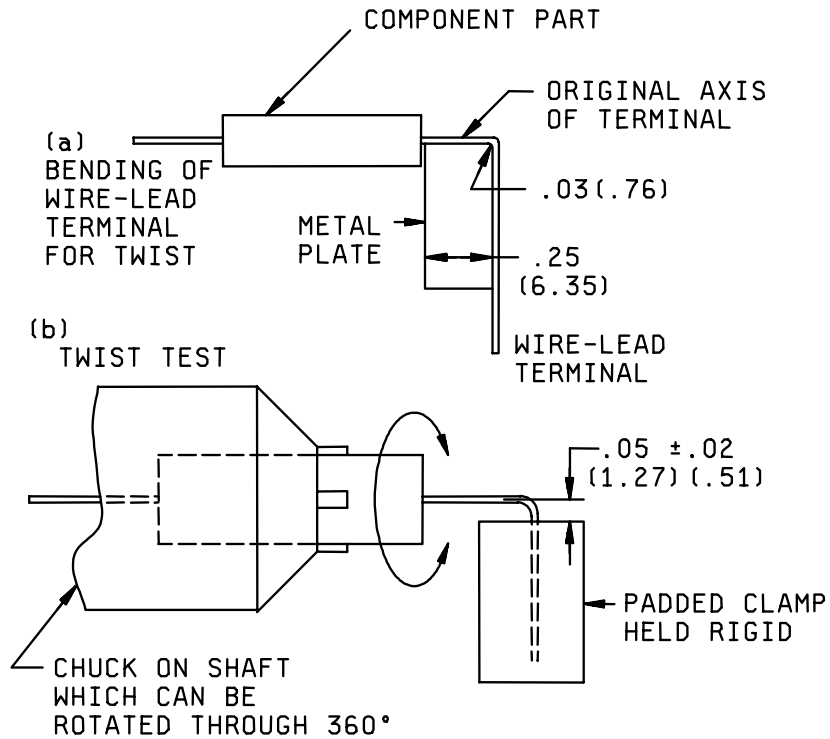 COMPONENT PART
ORIGINAL AXIS
OF TERMINAL
(a)
BENDING OF
WIRE-LEAD
TERMINAL
FOR TWIST
.03(.76)
METAL
PLATE
.25
(6.35)
(b)
TWIST TEST
WIRE-LEAD
TERMINAL
.05 ±.02
(1.27)(.51)
PADDED CLAMP
HELD RIGID
CHUCK ON SHAFT
WHICH CAN BE
ROTATED THROUGH 360°